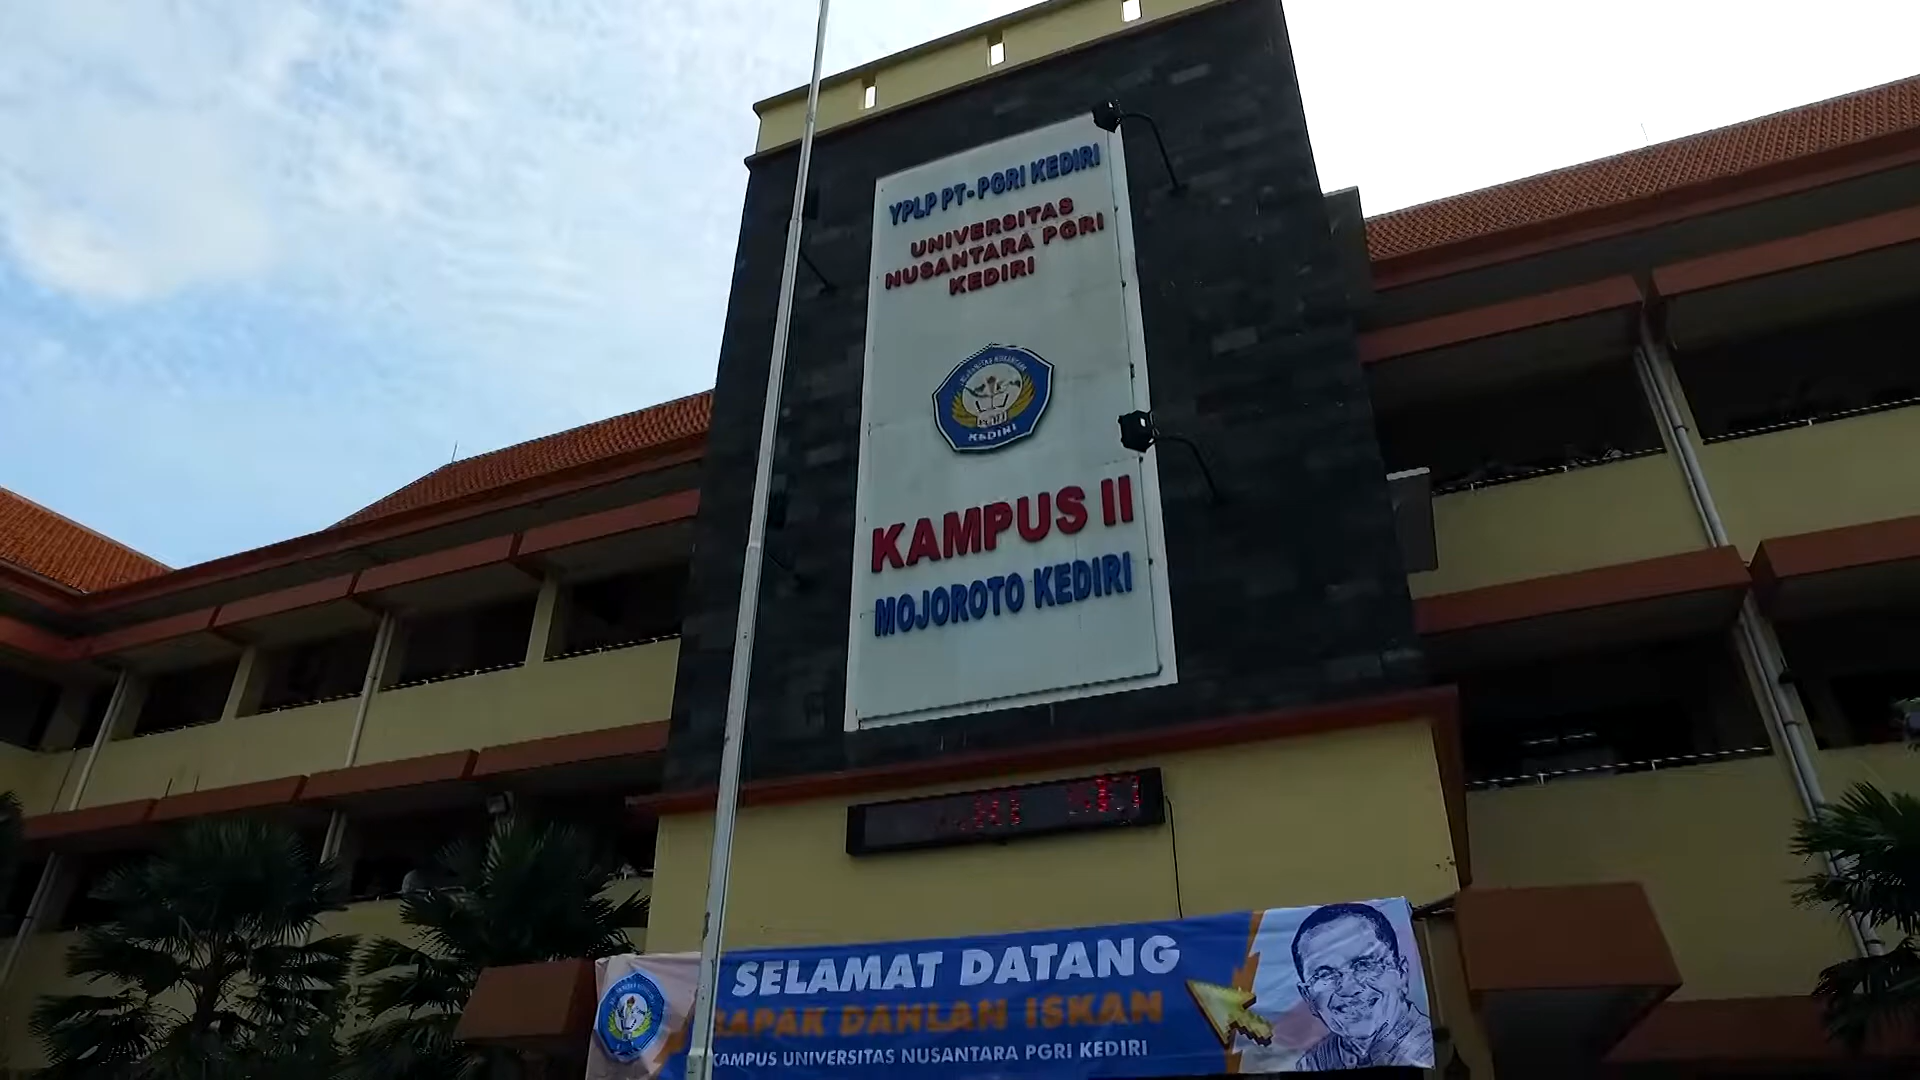 YPLP PT-PGRI KEDIRI
UNIVERSITAS
NUSANTARA PGRI
KEDIRI
KEDIRI
KAMPUS II
MOJOROTO KEDIRI
SELAMAT DATANG
BAPAK DAHLAN ISKAN
KAMPUS UNIVERSITAS NUSANTARA PGRI KEDIRI